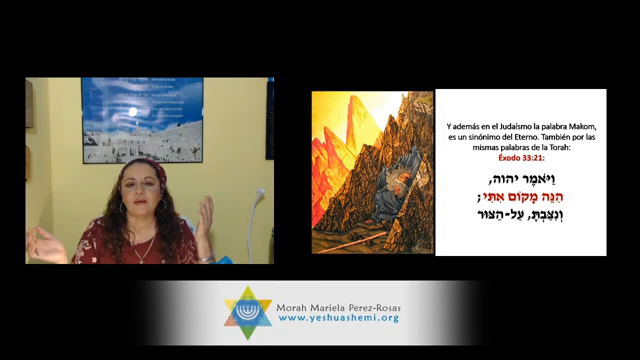 Y además en el Judaísmo la palabra Makom,
es un sinónimo del Eterno. También por las
mismas palabras de la Torah:
Éxodo 33:21:
וַיֹּאמֶר יהוה,
הִנֵּה מָקוֹם אִתִּי;
וְנִצַּבְתָּ, עַל-הַצּוּר
Morah Mariela Perez-Rosas
www.yeshuashemi.org